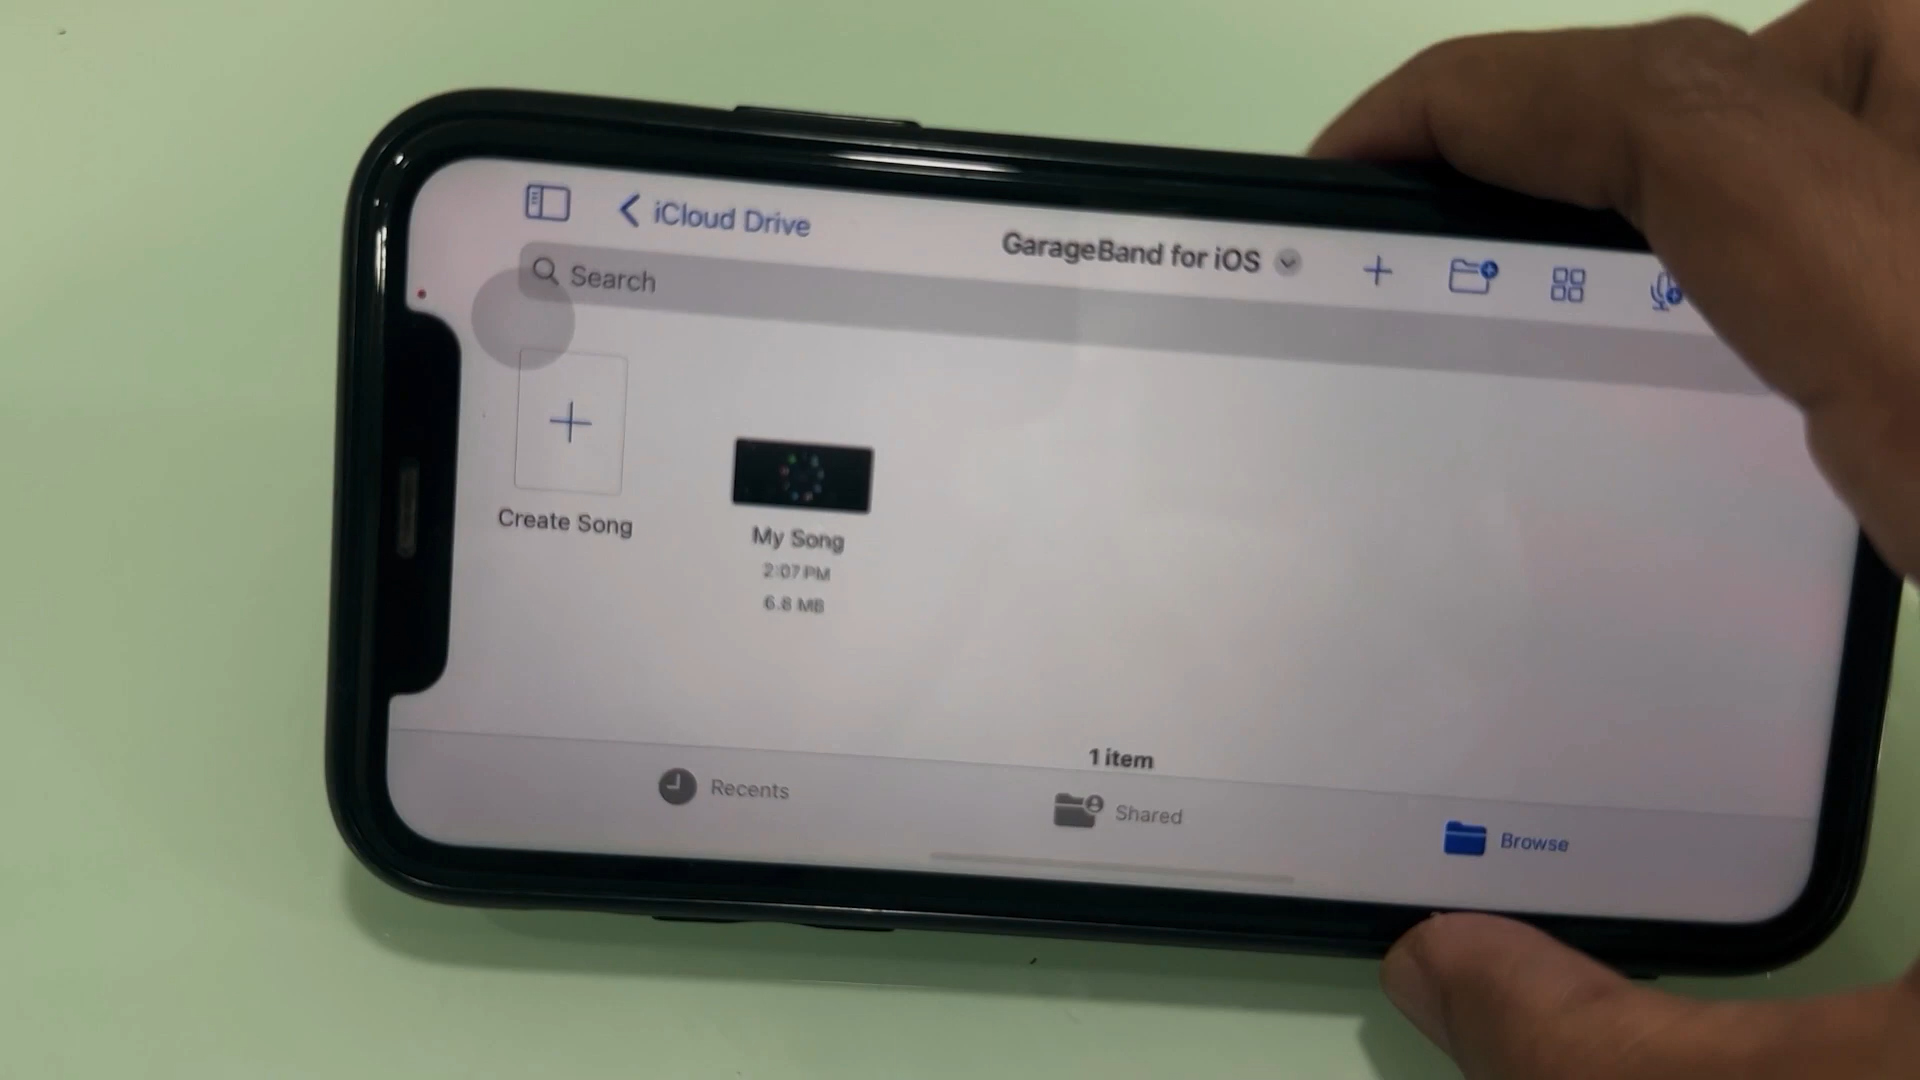 iCloud Drive
GarageBand for iOS
Search
Create Song
My Song
2:07 PM
6.8 MB
1 item
Recents
Shared
Browse